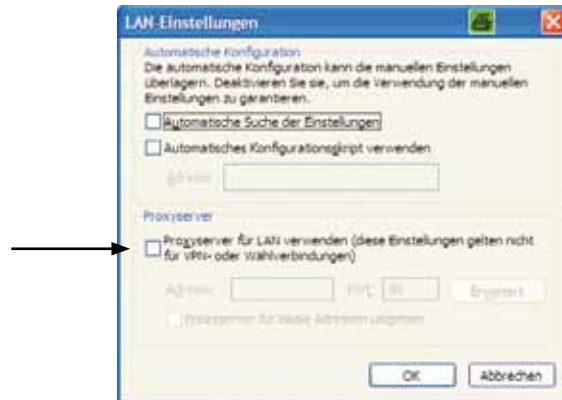 LAN-Einstellungen
Automatische Konfiguration
Die automatische Konfiguration kann die manuellen Einstellungen
überlagern. Deaktivieren Sie sie, um die Verwendung der manuellen
Einstellungen zu garantieren.
Automatische Suche der Einstellungen
Automatisches Konfigurationsskript verwenden
Adresse
Proxyserver
Proxyserver für LAN verwenden (diese Einstellungen gelten nicht
für VPN- oder Wählverbindungen)
Adresse: Port: 80 Erweitert
Proxyserver für lokale Adressen umgehen
OK Abbrechen